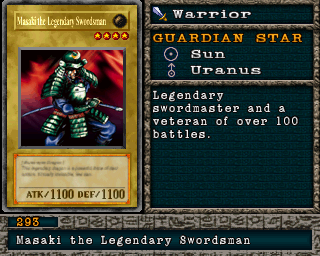 Masaki the Legendary Swordsman
ATK/1100 DEF/1100
Warrior
GUARDIAN STAR
Sun
Uranus
Legendary
swordmaster and a
veteran of over 100
battles.
293
Masaki the Legendary Swordsman